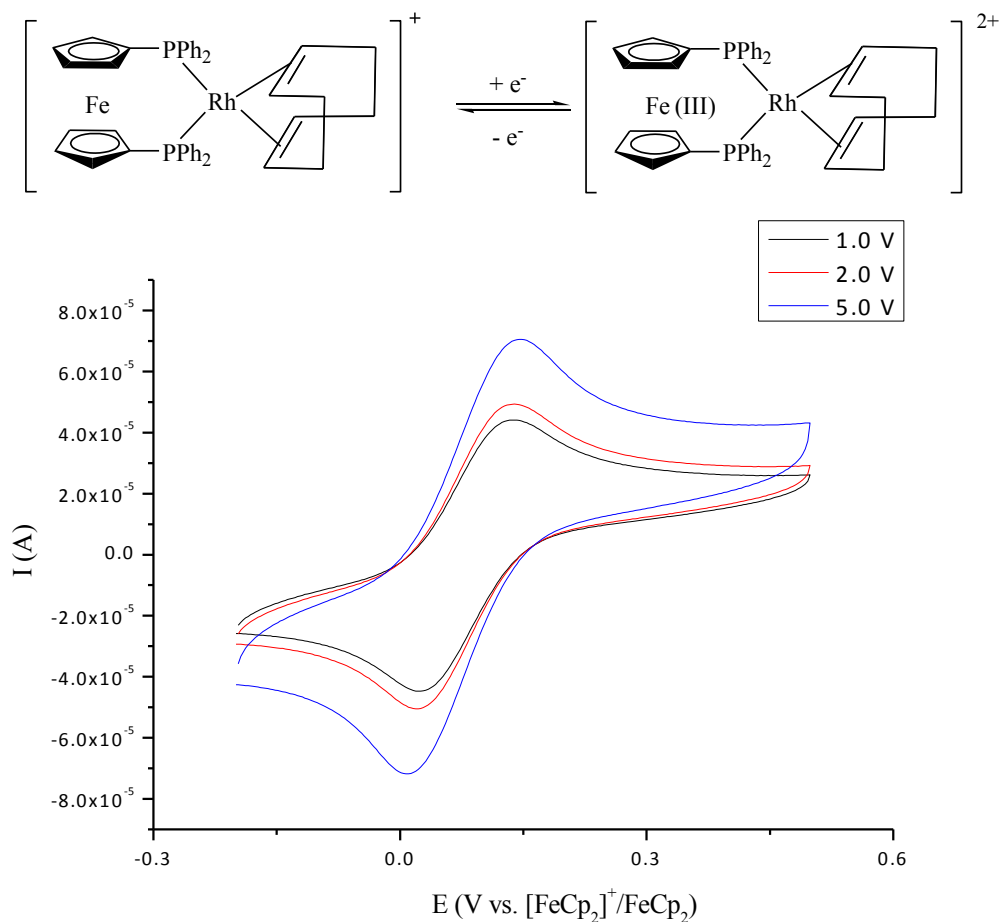 +
PPh2
Fe
Rh
PPh2
+ e-
- e-
2+
PPh2
Fe (III)
Rh
PPh2
1.0 V
2.0 V
5.0 V
8.0x10-5
6.0x10-5
4.0x10-5
2.0x10-5
0.0
-2.0x10-5
-4.0x10-5
-6.0x10-5
-8.0x10-5
I (A)
-0.3 0.0 0.3 0.6
E (V vs. [FeCp2]+/FeCp2)